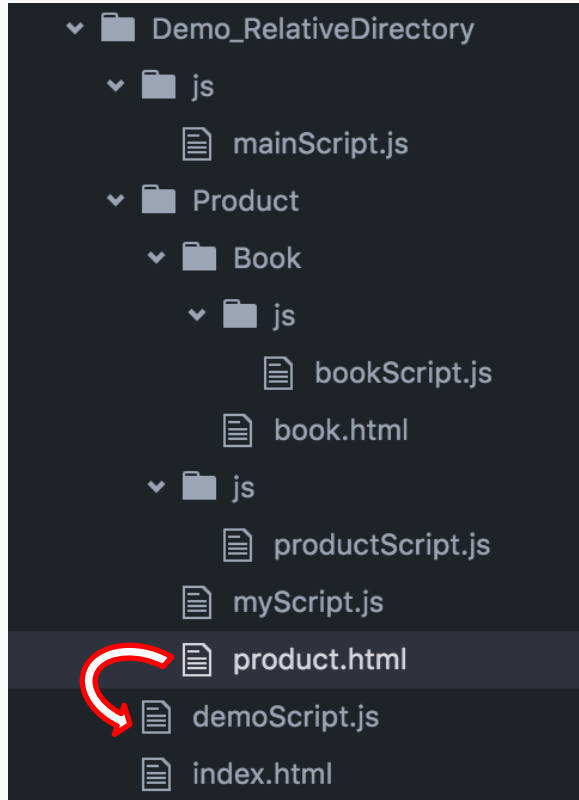 Demo_RelativeDirectory
js
mainScript.js
Product
Book
js
bookScript.js
book.html
js
productScript.js
myScript.js
product.html
demoScript.js
index.html